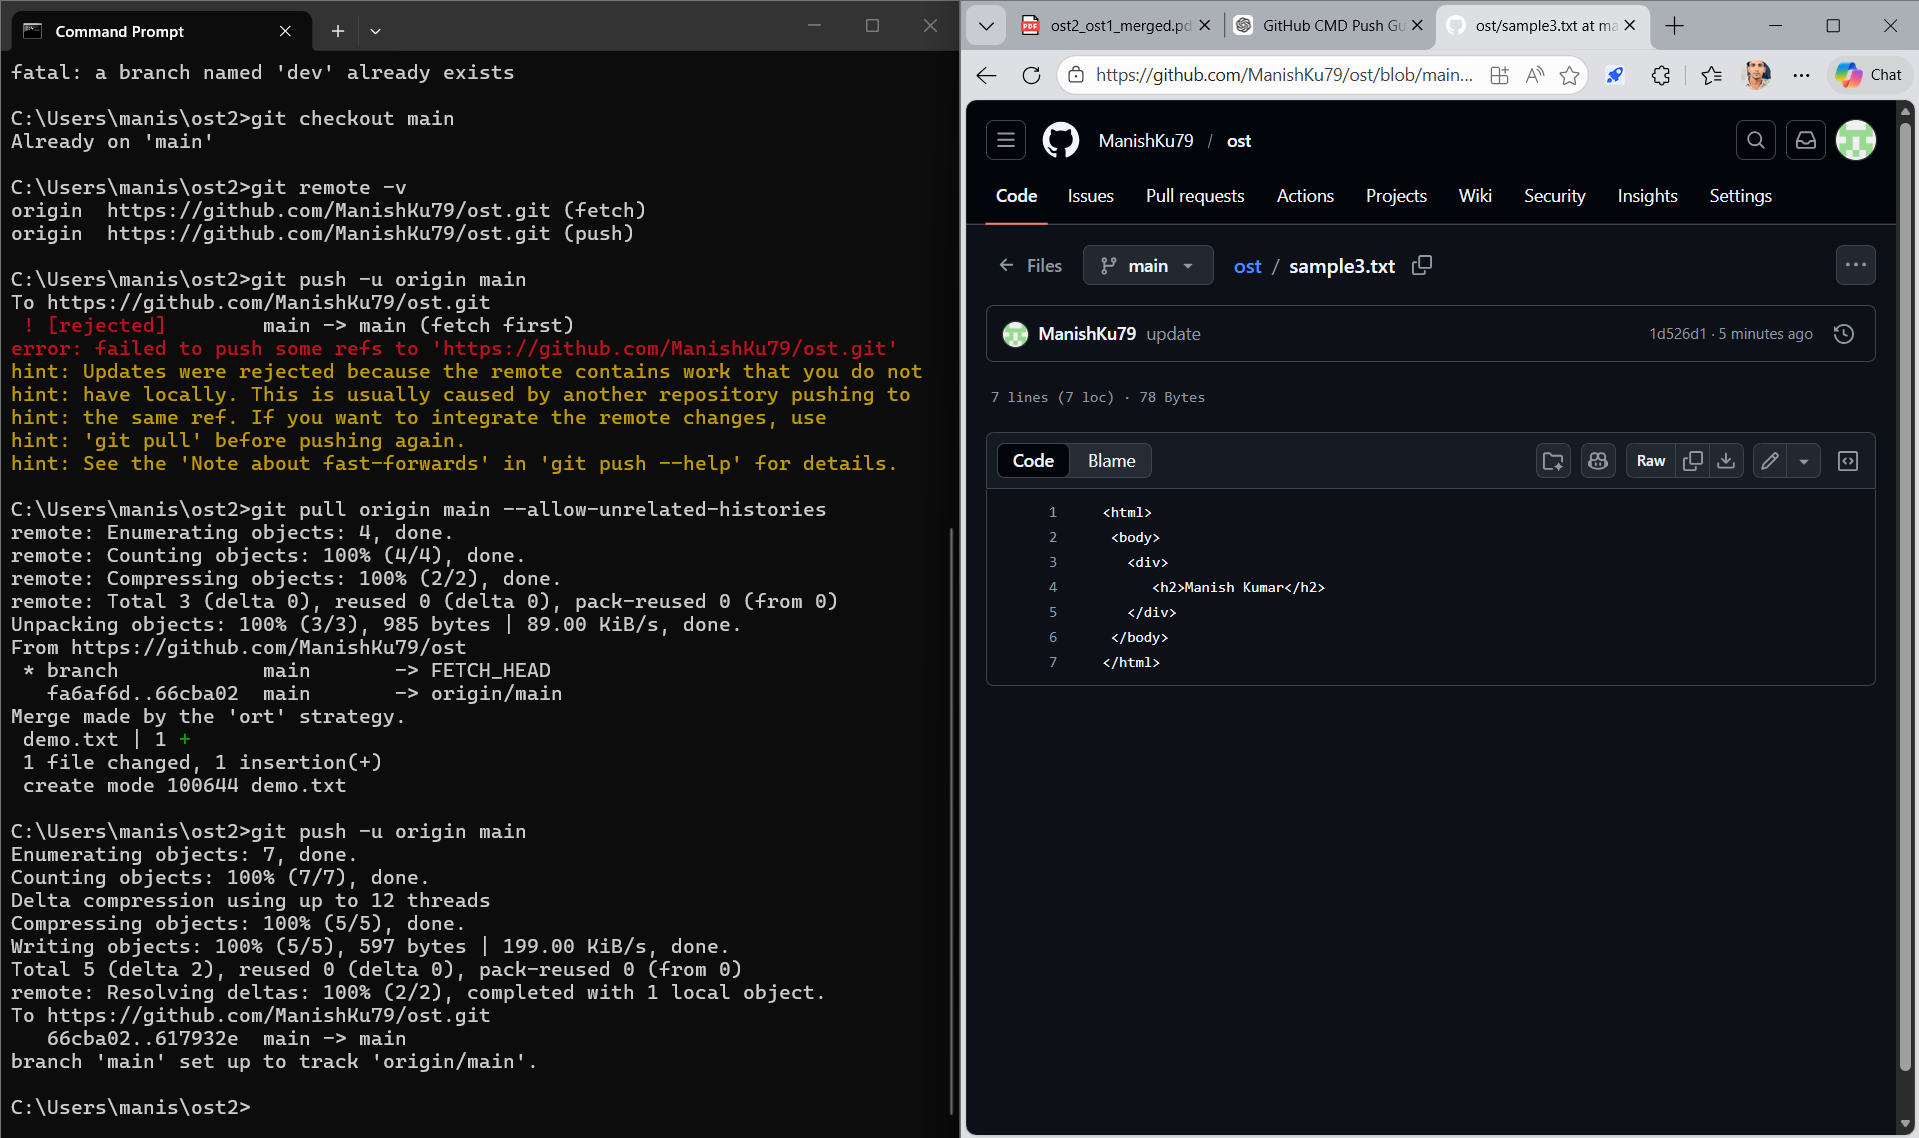 Command Prompt
fatal: a branch named 'dev' already exists
C:\Users\manis\ost2>git checkout main
Already on 'main'
C:\Users\manis\ost2>git remote -v
origin  https://github.com/ManishKu79/ost.git (fetch)
origin  https://github.com/ManishKu79/ost.git (push)
C:\Users\manis\ost2>git push -u origin main
To https://github.com/ManishKu79/ost.git
 ! [rejected]        main -> main (fetch first)
error: failed to push some refs to 'https://github.com/ManishKu79/ost.git'
hint: Updates were rejected because the remote contains work that you do not
hint: have locally. This is usually caused by another repository pushing to
hint: the same ref. If you want to integrate the remote changes, use
hint: 'git pull' before pushing again.
hint: See the 'Note about fast-forwards' in 'git push --help' for details.
C:\Users\manis\ost2>git pull origin main --allow-unrelated-histories
remote: Enumerating objects: 4, done.
remote: Counting objects: 100% (4/4), done.
remote: Compressing objects: 100% (2/2), done.
remote: Total 3 (delta 0), reused 0 (delta 0), pack-reused 0 (from 0)
Unpacking objects: 100% (3/3), 985 bytes | 89.00 KiB/s, done.
From https://github.com/ManishKu79/ost
 * branch            main       -> FETCH_HEAD
   fa6af6d..66cba02  main       -> origin/main
Merge made by the 'ort' strategy.
 demo.txt | 1 +
 1 file changed, 1 insertion(+)
 create mode 100644 demo.txt
C:\Users\manis\ost2>git push -u origin main
Enumerating objects: 7, done.
Counting objects: 100% (7/7), done.
Delta compression using up to 12 threads
Compressing objects: 100% (5/5), done.
Writing objects: 100% (5/5), 597 bytes | 199.00 KiB/s, done.
Total 5 (delta 2), reused 0 (delta 0), pack-reused 0 (from 0)
remote: Resolving deltas: 100% (2/2), completed with 1 local object.
To https://github.com/ManishKu79/ost.git
   66cba02..617932e  main -> main
branch 'main' set up to track 'origin/main'.
C:\Users\manis\ost2>
ost2_ost1_merged.pd
GitHub CMD Push Gu
ost/sample3.txt at ma
https://github.com/ManishKu79/ost/blob/main...
Chat
ManishKu79 / ost
Code Issues Pull requests Actions Projects Wiki Security Insights Settings
Files main ost / sample3.txt
ManishKu79 update 1d526d1 · 5 minutes ago
7 lines (7 loc) · 78 Bytes
Code Blame Raw
1 <html>
2  <body>
3    <div>
4       <h2>Manish Kumar</h2>
5    </div>
6  </body>
7 </html>